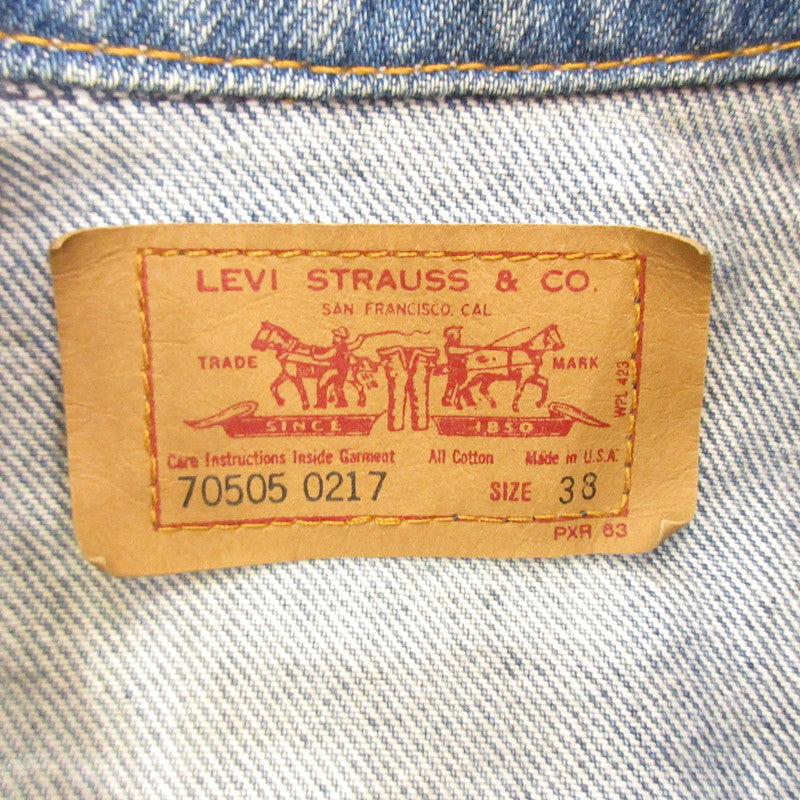 LEVI STRAUSS & CO.
SAN FRANCISCO, CAL
TRADE MARK
SINCE 1850
WPL 423
Care Instructions Inside Garment All Cotton Made in U.S.A.
70505 0217 SIZE 38
PXR 63